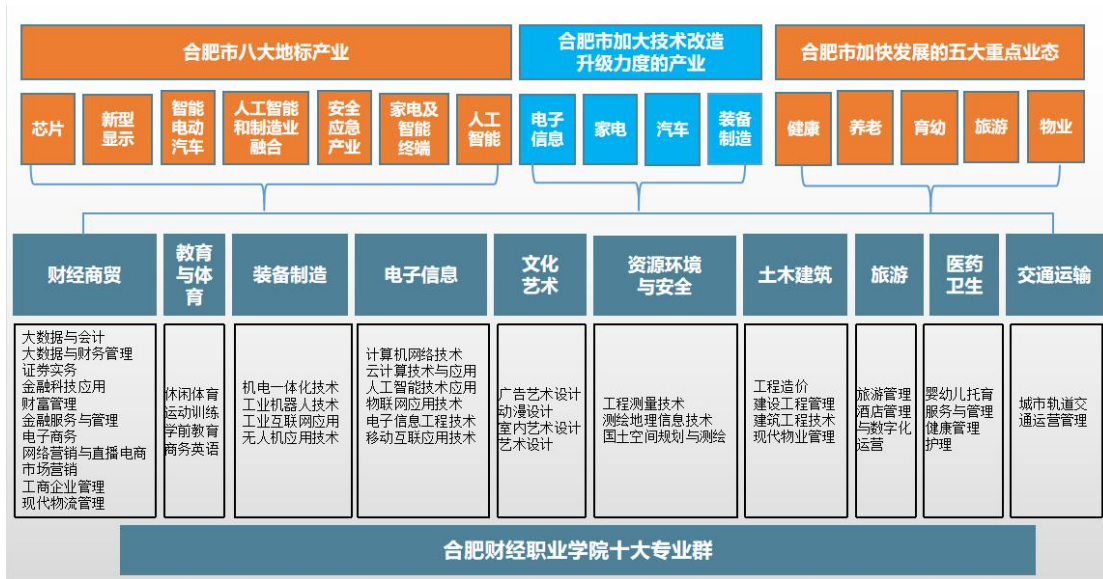 合肥市八大地标产业
合肥市加大技术改造
升级力度的产业
合肥市加快发展的五大重点业态
芯片
新型
显示
智能
电动
汽车
人工智能
和制造业
融合
安全
应急
产业
家电及
智能
终端
人工
智能
电子
信息
家电
汽车
装备
制造
健康
养老
育幼
旅游
物业
财经商贸
教育
与体
育
装备制造
电子信息
文化
艺术
资源环境
与安全
土木建筑
旅游
医药
卫生
交通运输
大数据与会计
大数据与财务管理
证券实务
金融科技应用
财富管理
金融服务与管理
电子商务
网络营销与直播电商
市场营销
工商企业管理
现代物流管理
休闲体育
运动训练
学前教育
商务英语
机电一体化技术
工业机器人技术
工业互联网应用
无人机应用技术
计算机网络技术
云计算技术与应用
人工智能技术应用
物联网应用技术
电子信息工程技术
移动互联应用技术
广告艺术设计
动漫设计
室内艺术设计
艺术设计
工程测量技术
测绘地理信息技术
国土空间规划与测绘
工程造价
建设工程管理
建筑工程技术
现代物业管理
旅游管理
酒店管理
与数字化
运营
婴幼儿托育
服务与管理
健康管理
护理
城市轨道交
通运营管理
合肥财经职业学院十大专业群